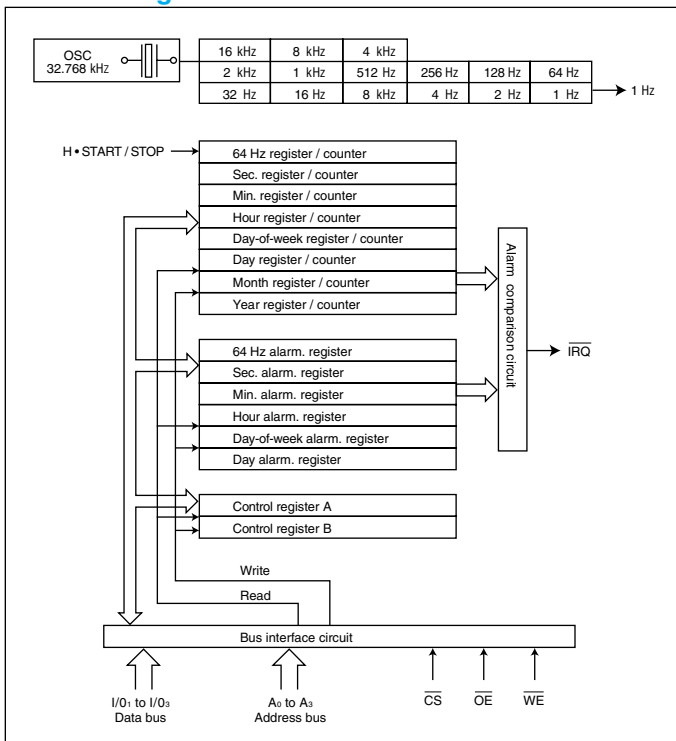 OSC
32.768 kHz
16 kHz 8 kHz 4 kHz
2 kHz 1 kHz 512 Hz 256 Hz 128 Hz 64 Hz
32 Hz 16 Hz 8 kHz 4 Hz 2 Hz 1 Hz
1 Hz
H • START / STOP
64 Hz register / counter
Sec. register / counter
Min. register / counter
Hour register / counter
Day-of-week register / counter
Day register / counter
Month register / counter
Year register / counter
Alarm comparison circuit
IRQ
64 Hz alarm. register
Sec. alarm. register
Min. alarm. register
Hour alarm. register
Day-of-week alarm. register
Day alarm. register
Control register A
Control register B
Write
Read
Bus interface circuit
I/0₁ to I/0₃
Data bus
A₀ to A₃
Address bus
CS
OE
WE